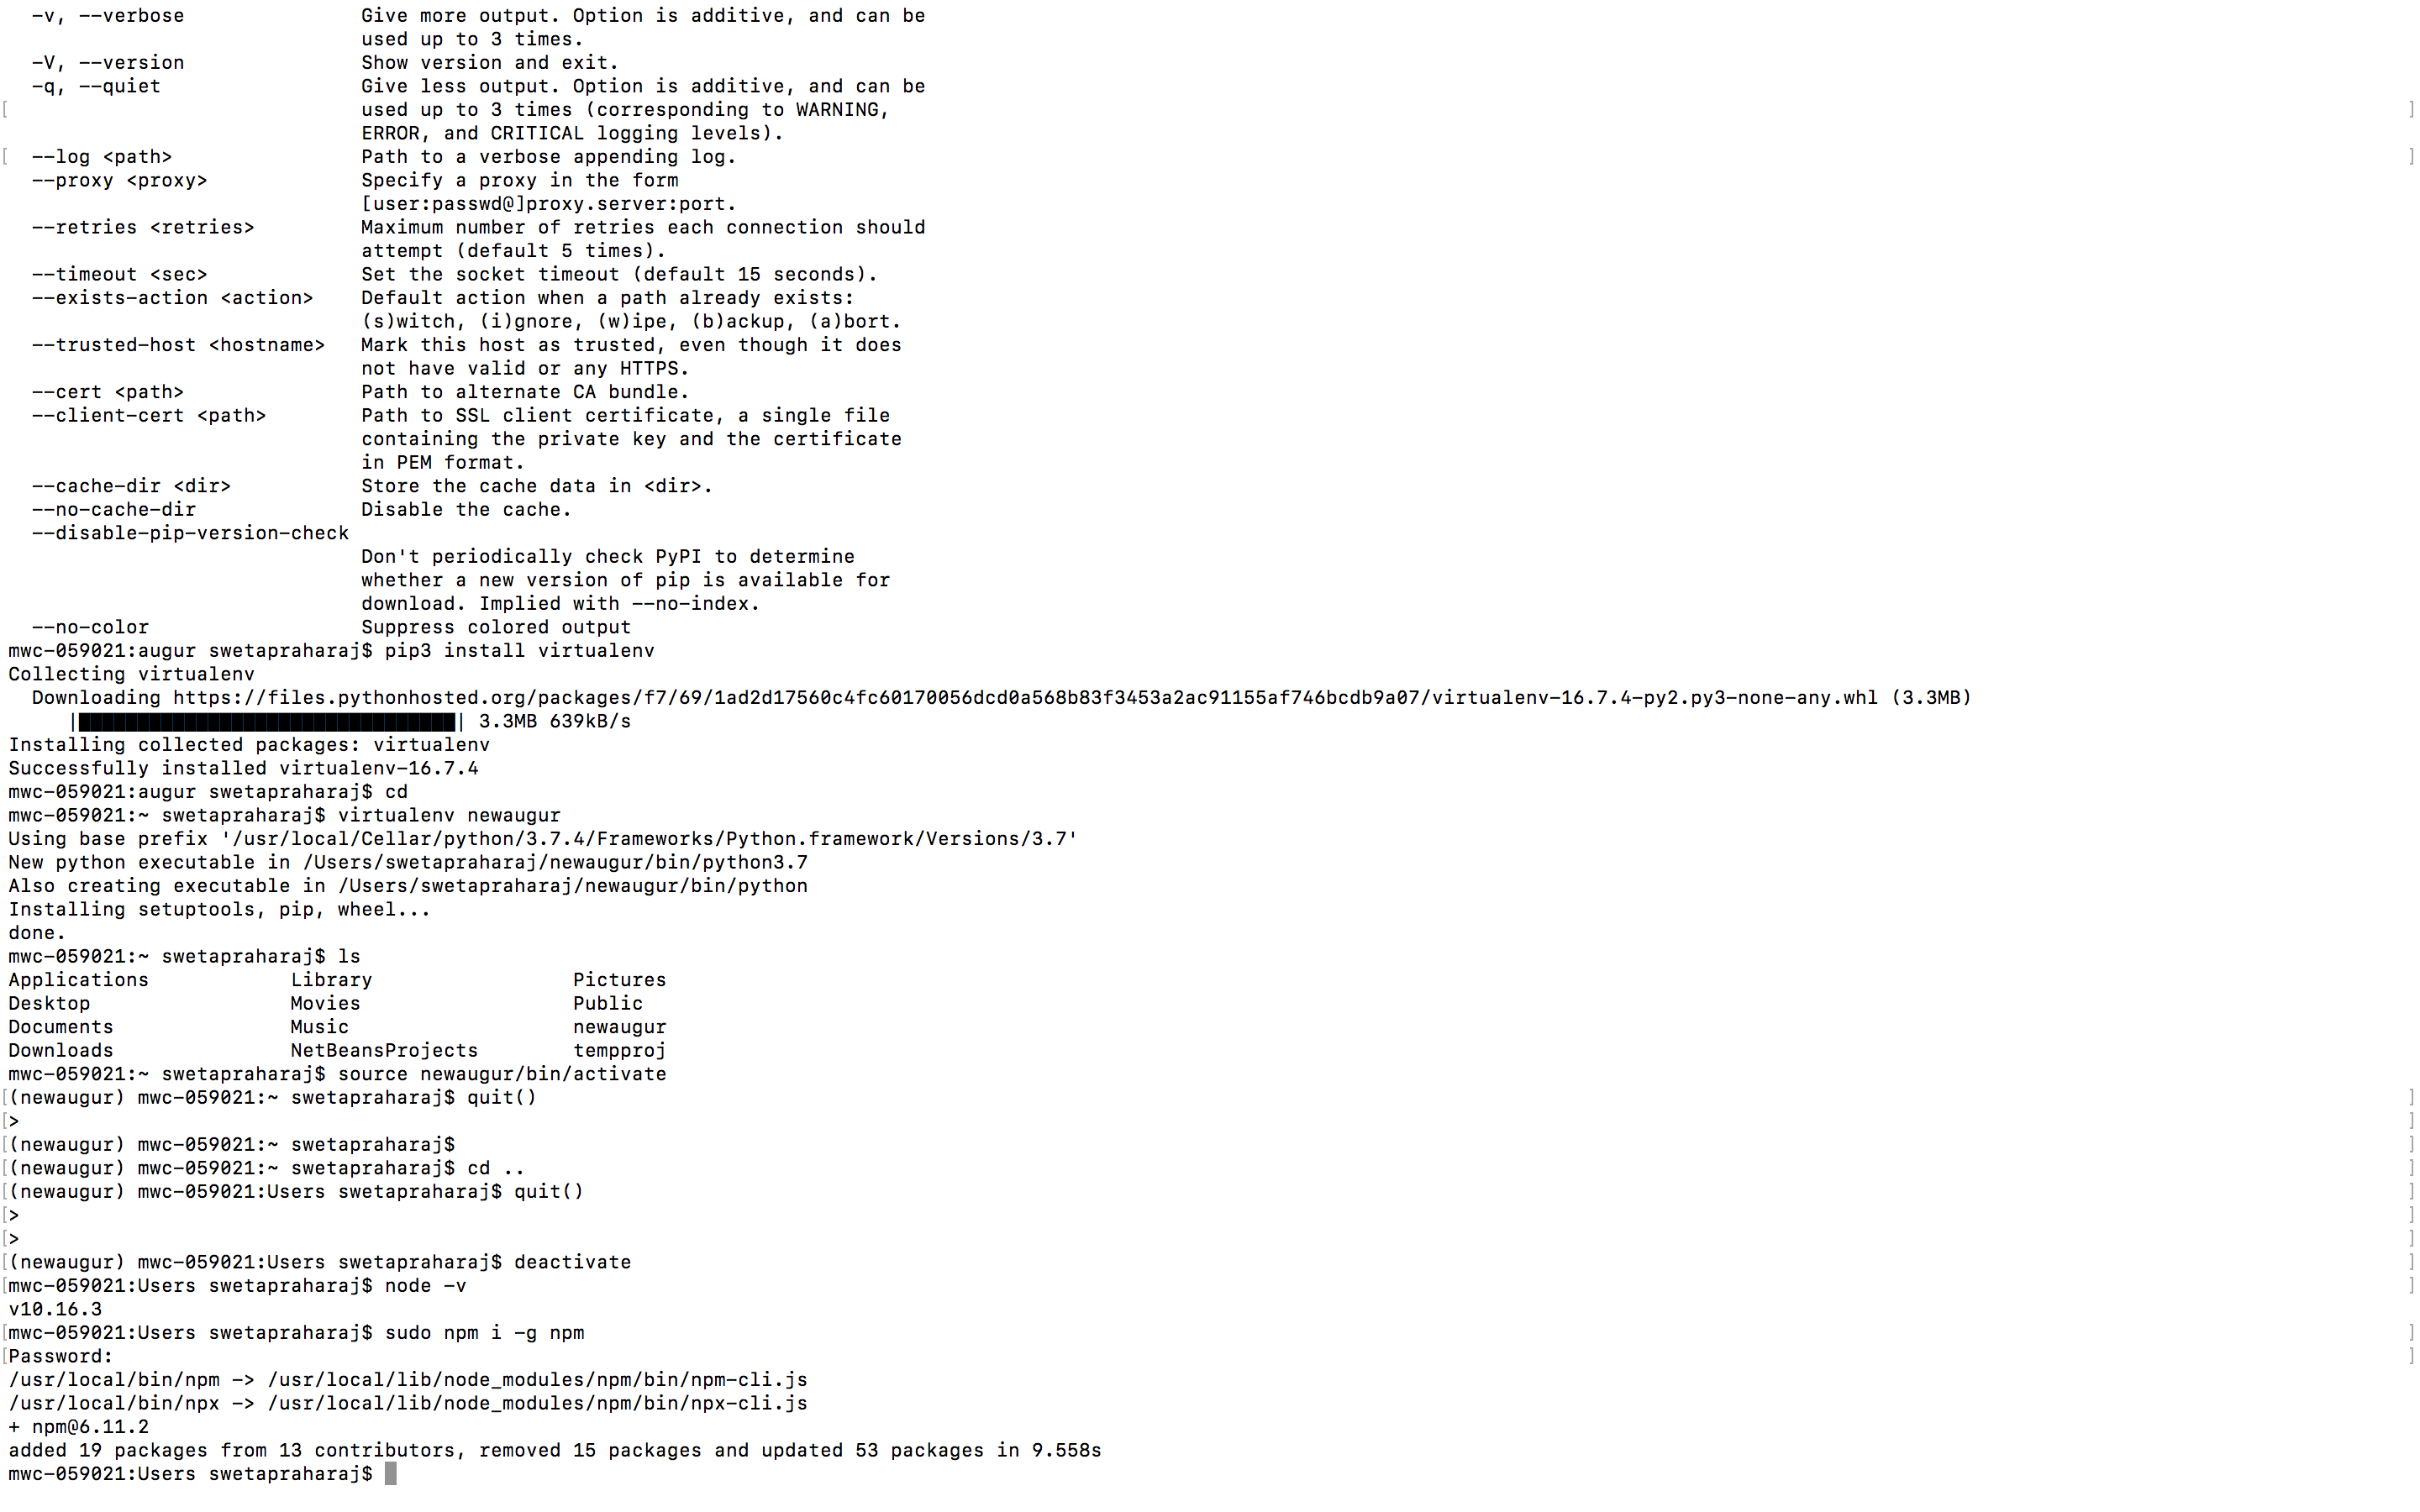 -v, --verbose Give more output. Option is additive, and can be
used up to 3 times.
-V, --version Show version and exit.
-q, --quiet Give less output. Option is additive, and can be
[ used up to 3 times (corresponding to WARNING, ]
ERROR, and CRITICAL logging levels).
[ --log <path> Path to a verbose appending log. ]
--proxy <proxy> Specify a proxy in the form
[user:passwd@]proxy.server:port.
--retries <retries> Maximum number of retries each connection should
attempt (default 5 times).
--timeout <sec> Set the socket timeout (default 15 seconds).
--exists-action <action> Default action when a path already exists:
(s)witch, (i)gnore, (w)ipe, (b)ackup, (a)bort.
--trusted-host <hostname> Mark this host as trusted, even though it does
not have valid or any HTTPS.
--cert <path> Path to alternate CA bundle.
--client-cert <path> Path to SSL client certificate, a single file
containing the private key and the certificate
in PEM format.
--cache-dir <dir> Store the cache data in <dir>.
--no-cache-dir Disable the cache.
--disable-pip-version-check
Don't periodically check PyPI to determine
whether a new version of pip is available for
download. Implied with --no-index.
--no-color Suppress colored output
mwc-059021:augur swetapraharaj$ pip3 install virtualenv
Collecting virtualenv
Downloading https://files.pythonhosted.org/packages/f7/69/1ad2d17560c4fc60170056dcd0a568b83f3453a2ac91155af746bcdb9a07/virtualenv-16.7.4-py2.py3-none-any.whl (3.3MB)
|████████████████████████████████| 3.3MB 639kB/s
Installing collected packages: virtualenv
Successfully installed virtualenv-16.7.4
mwc-059021:augur swetapraharaj$ cd
mwc-059021:~ swetapraharaj$ virtualenv newaugur
Using base prefix '/usr/local/Cellar/python/3.7.4/Frameworks/Python.framework/Versions/3.7'
New python executable in /Users/swetapraharaj/newaugur/bin/python3.7
Also creating executable in /Users/swetapraharaj/newaugur/bin/python
Installing setuptools, pip, wheel...
done.
mwc-059021:~ swetapraharaj$ ls
Applications Library Pictures
Desktop Movies Public
Documents Music newaugur
Downloads NetBeansProjects tempproj
mwc-059021:~ swetapraharaj$ source newaugur/bin/activate
[(newaugur) mwc-059021:~ swetapraharaj$ quit() ]
[> ]
[(newaugur) mwc-059021:~ swetapraharaj$ ]
[(newaugur) mwc-059021:~ swetapraharaj$ cd .. ]
[(newaugur) mwc-059021:Users swetapraharaj$ quit() ]
[> ]
[> ]
[(newaugur) mwc-059021:Users swetapraharaj$ deactivate ]
[mwc-059021:Users swetapraharaj$ node -v ]
v10.16.3
[mwc-059021:Users swetapraharaj$ sudo npm i -g npm ]
[Password: ]
/usr/local/bin/npm -> /usr/local/lib/node_modules/npm/bin/npm-cli.js
/usr/local/bin/npx -> /usr/local/lib/node_modules/npm/bin/npx-cli.js
+ npm@6.11.2
added 19 packages from 13 contributors, removed 15 packages and updated 53 packages in 9.558s
mwc-059021:Users swetapraharaj$